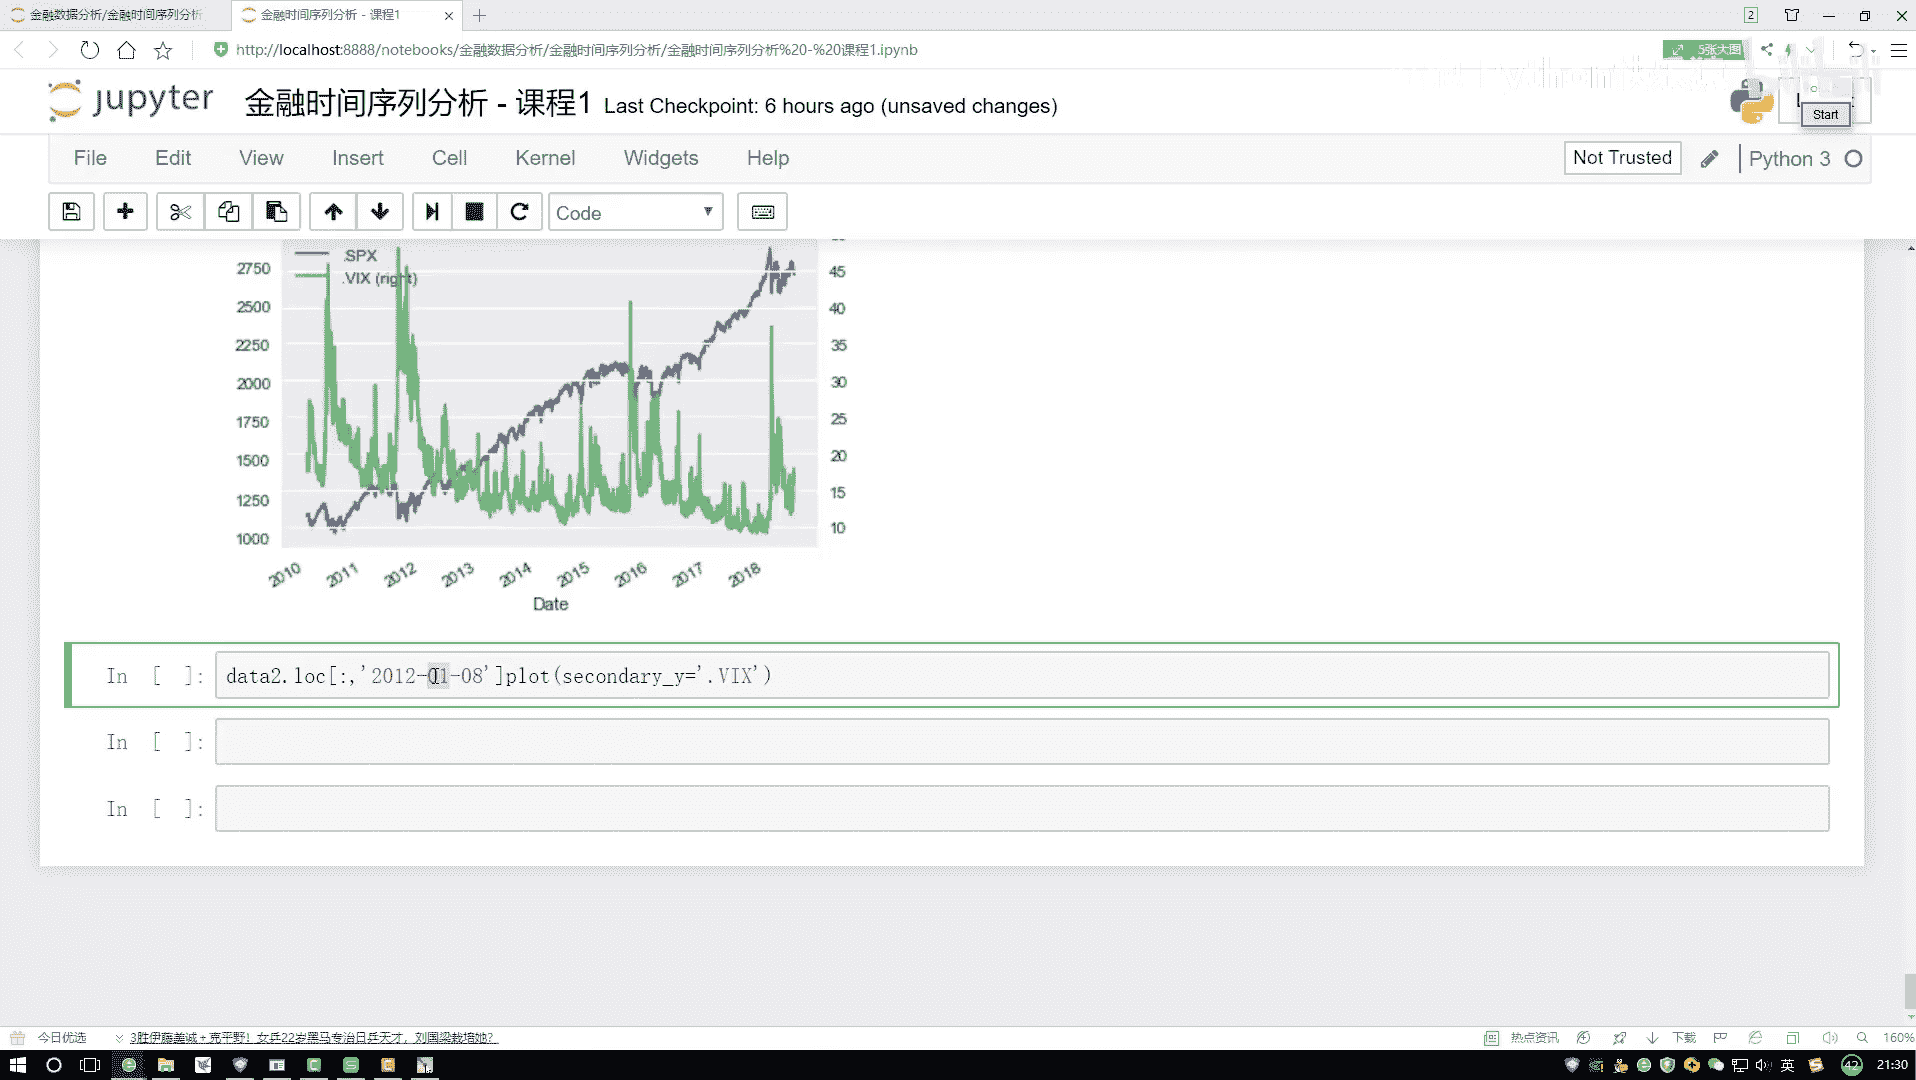 金融数据分析/金融时间序列分析
金融时间序列分析 - 课程1
2
http://localhost:8888/notebooks/金融数据分析/金融时间序列分析/金融时间序列分析%20-%20课程1.ipynb
5张大图
jupyter
金融时间序列分析 - 课程1
Last Checkpoint: 6 hours ago (unsaved changes)
Start
File Edit View Insert Cell Kernel Widgets Help
Not Trusted
Python 3
Code
.SPX
.VIX (right)
2750
2500
2250
2000
1750
1500
1250
1000
45
40
35
30
25
20
15
10
2010 2011 2012 2013 2014 2015 2016 2017 2018
Date
In [ ]: data2.loc[:,'2012-01-08']plot(secondary_y='.VIX')
In [ ]:
In [ ]:
今日优选
3胜伊藤美诚+克平野！女乒22岁黑马专治日乒天才，刘国梁栽培她？
热点资讯
下载
160%
英
42
21:30